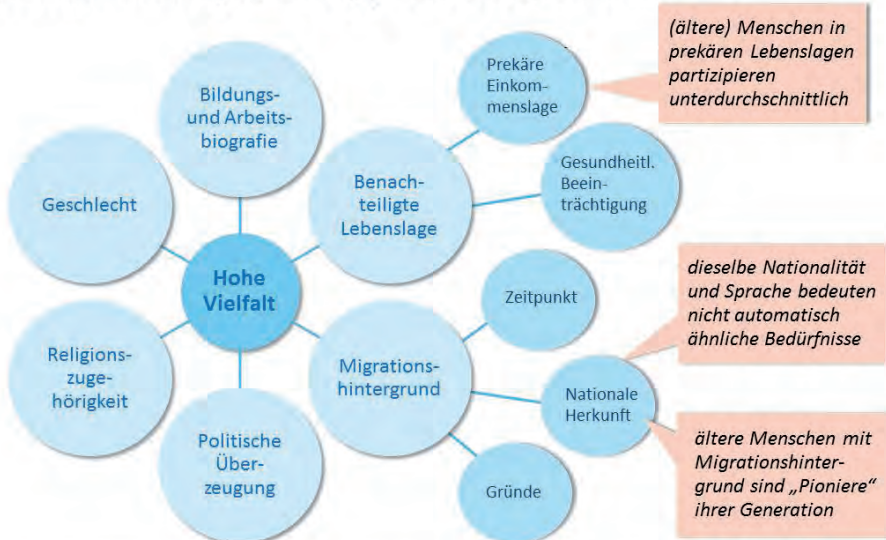 Bildungs-
und Arbeits-
biografie
Geschlecht
Hohe
Vielfalt
Religions-
zuge-
hörigkeit
Politische
Über-
zeugung
Benach-
teiligte
Lebenslage
Prekäre
Einkom-
menslage
Gesundheitl.
Beein-
trächtigung
Migrations-
hintergrund
Zeitpunkt
Nationale
Herkunft
Gründe
(ältere) Menschen in
prekären Lebenslagen
partizipieren
unterdurchschnittlich
dieselbe Nationalität
und Sprache bedeuten
nicht automatisch
ähnliche Bedürfnisse
ältere Menschen mit
Migrationshinter-
grund sind „Pioniere“
ihrer Generation